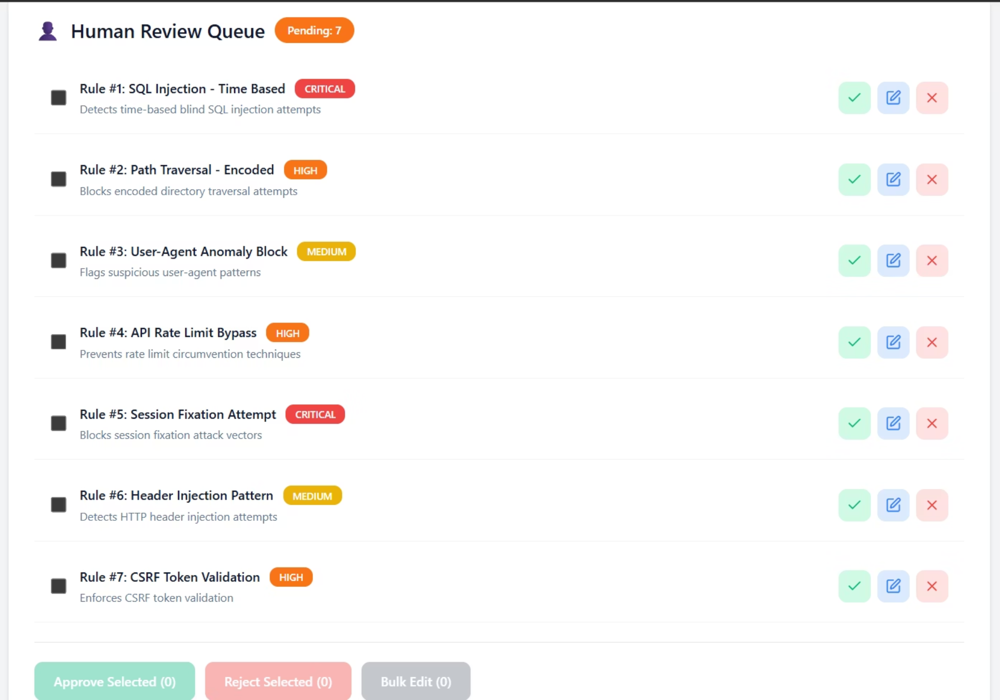 Human Review Queue Pending: 7
Rule #1: SQL Injection - Time Based CRITICAL
Detects time-based blind SQL injection attempts
Rule #2: Path Traversal - Encoded HIGH
Blocks encoded directory traversal attempts
Rule #3: User-Agent Anomaly Block MEDIUM
Flags suspicious user-agent patterns
Rule #4: API Rate Limit Bypass HIGH
Prevents rate limit circumvention techniques
Rule #5: Session Fixation Attempt CRITICAL
Blocks session fixation attack vectors
Rule #6: Header Injection Pattern MEDIUM
Detects HTTP header injection attempts
Rule #7: CSRF Token Validation HIGH
Enforces CSRF token validation
Approve Selected (0) Reject Selected (0) Bulk Edit (0)